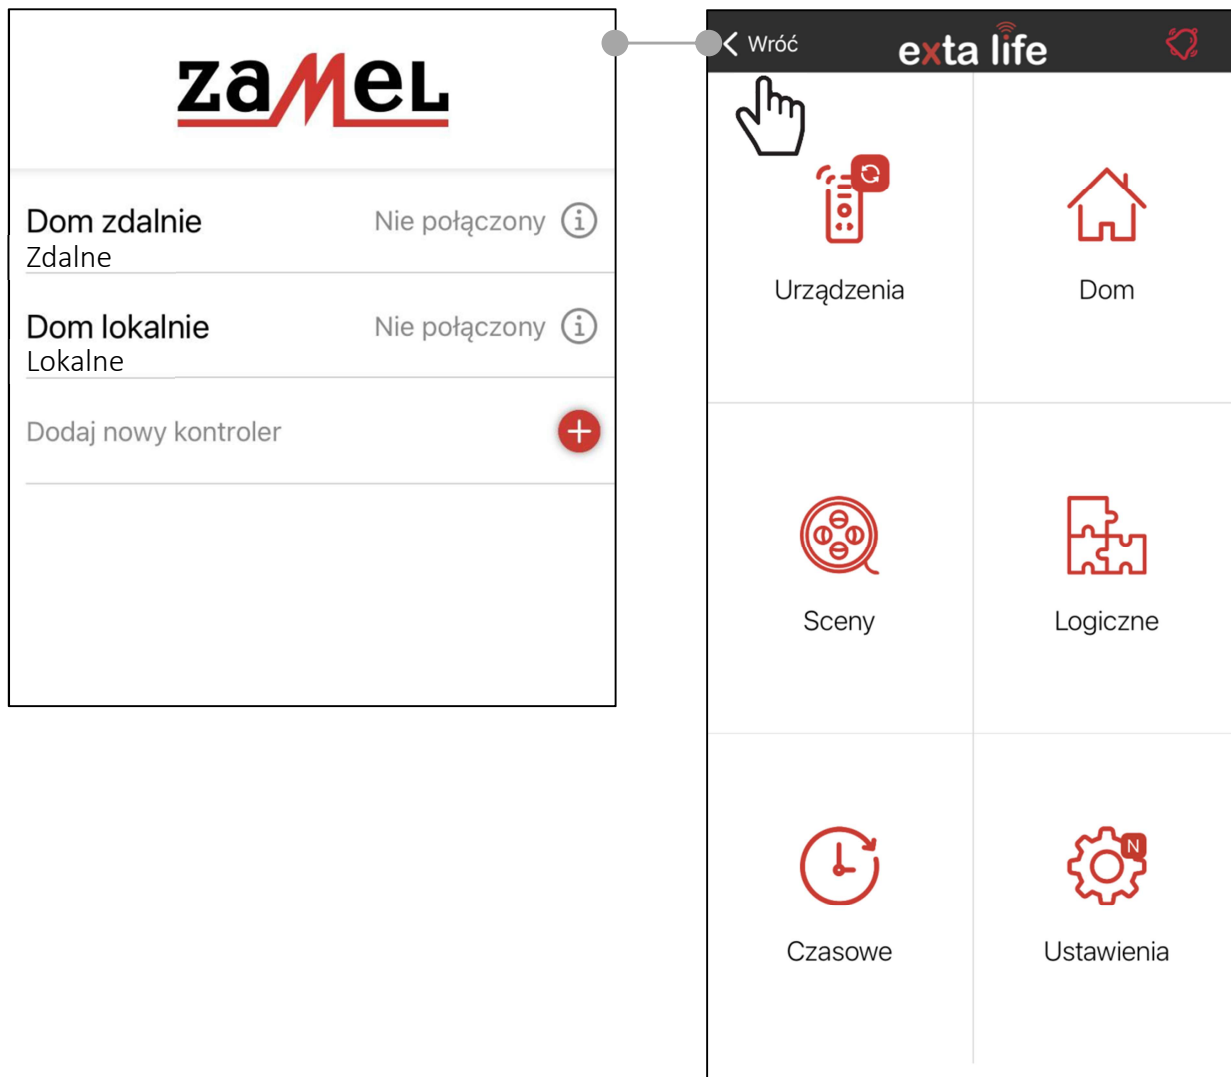 zaMeL
Dom zdalnie Nie połączony i
Zdalne
Dom lokalnie Nie połączony i
Lokalne
Dodaj nowy kontroler +
Wróć exta life
Urządzenia Dom
Sceny Logiczne
N
Czasowe Ustawienia